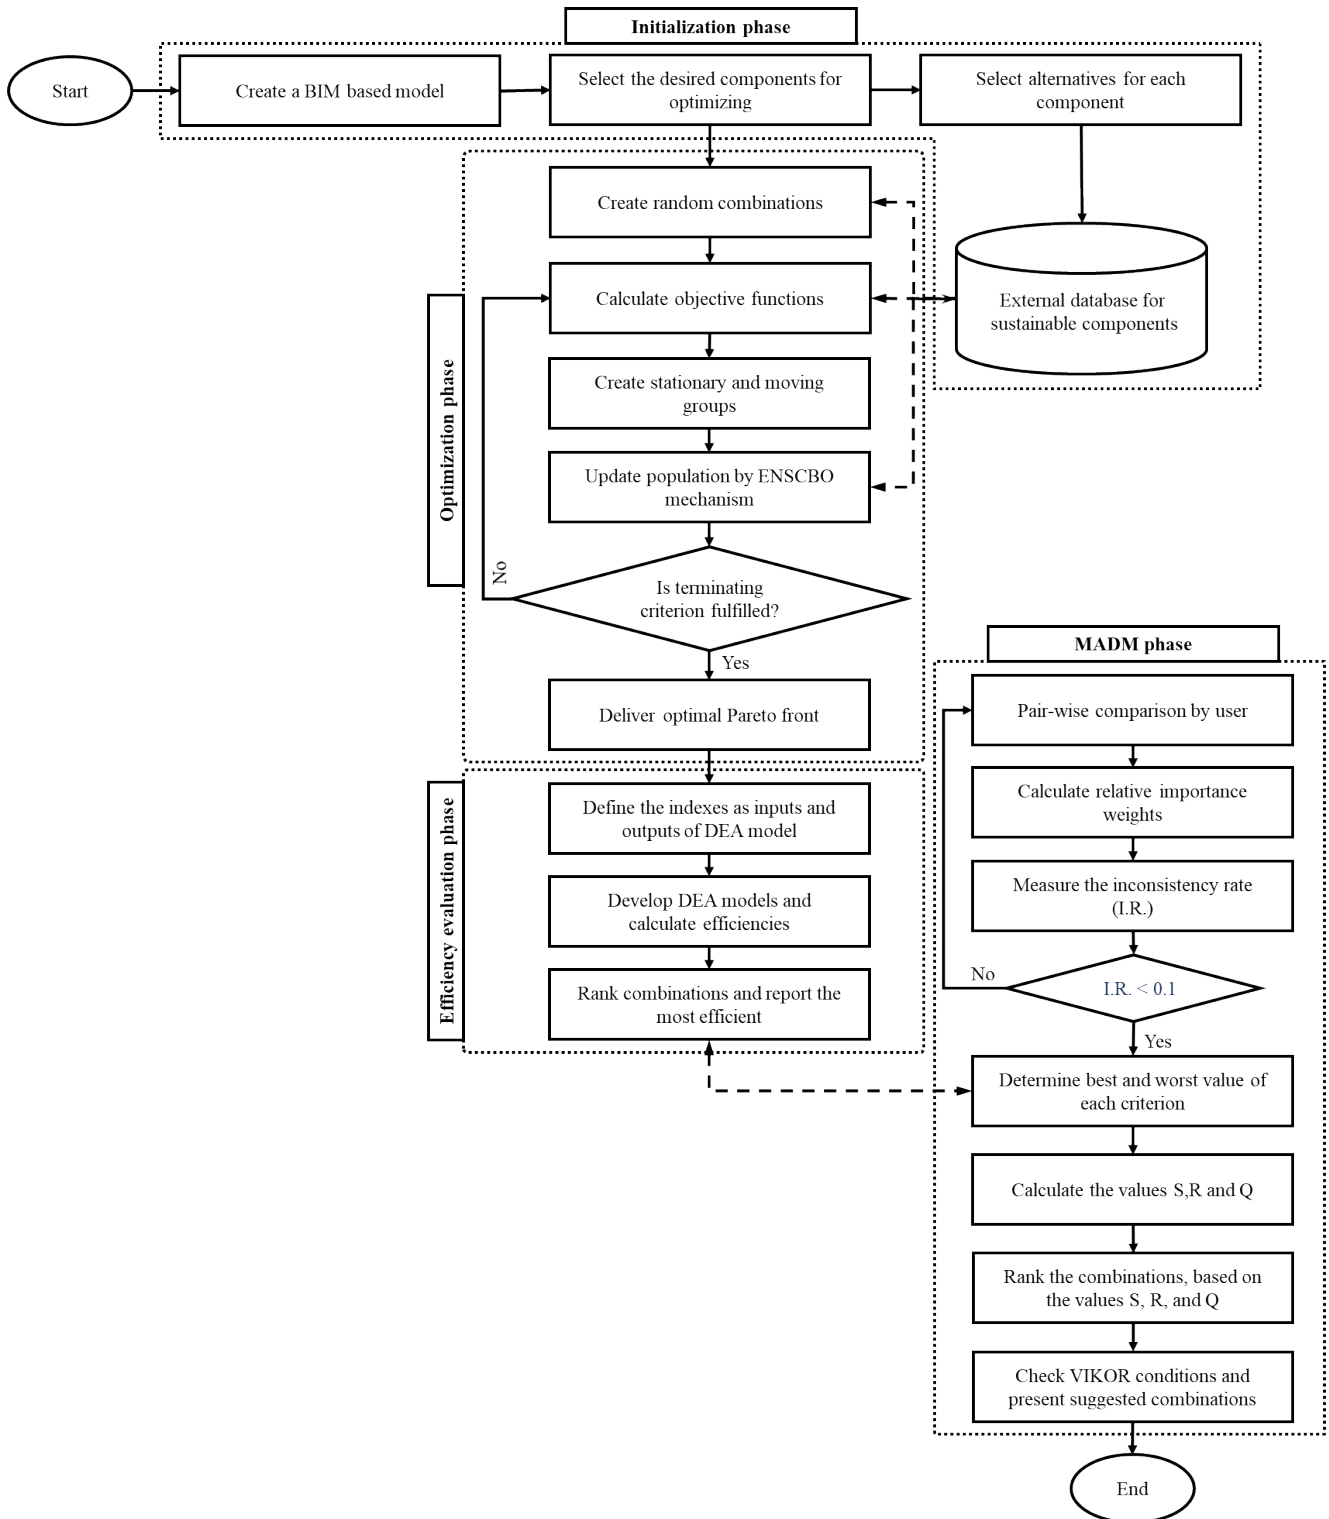 Initialization phase
Start
Create a BIM based model
Select the desired components for
optimizing
Select alternatives for each
component
Create random combinations
Calculate objective functions
External database for
sustainable components
Create stationary and moving
groups
Optimization phase
Update population by ENSCBO
mechanism
No
Is terminating
criterion fulfilled?
Yes
Deliver optimal Pareto front
Efficiency evaluation phase
Define the indexes as inputs and
outputs of DEA model
Develop DEA models and
calculate efficiencies
Rank combinations and report the
most efficient
MADM phase
Pair-wise comparison by user
Calculate relative importance
weights
Measure the inconsistency rate
(I.R.)
No
I.R. < 0.1
Yes
Determine best and worst value of
each criterion
Calculate the values S,R and Q
Rank the combinations, based on
the values S, R, and Q
Check VIKOR conditions and
present suggested combinations
End